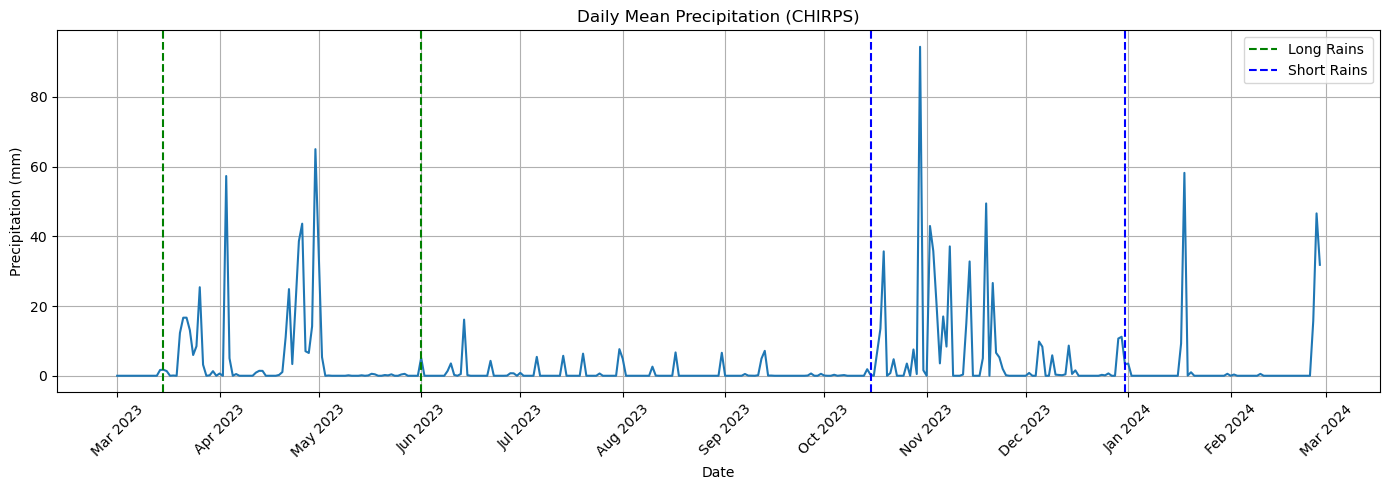 Daily Mean Precipitation (CHIRPS)
Long Rains
Short Rains
Precipitation (mm)
80
60
40
20
0
Mar 2023
Apr 2023
May 2023
Jun 2023
Jul 2023
Aug 2023
Sep 2023
Oct 2023
Nov 2023
Dec 2023
Jan 2024
Feb 2024
Mar 2024
Date